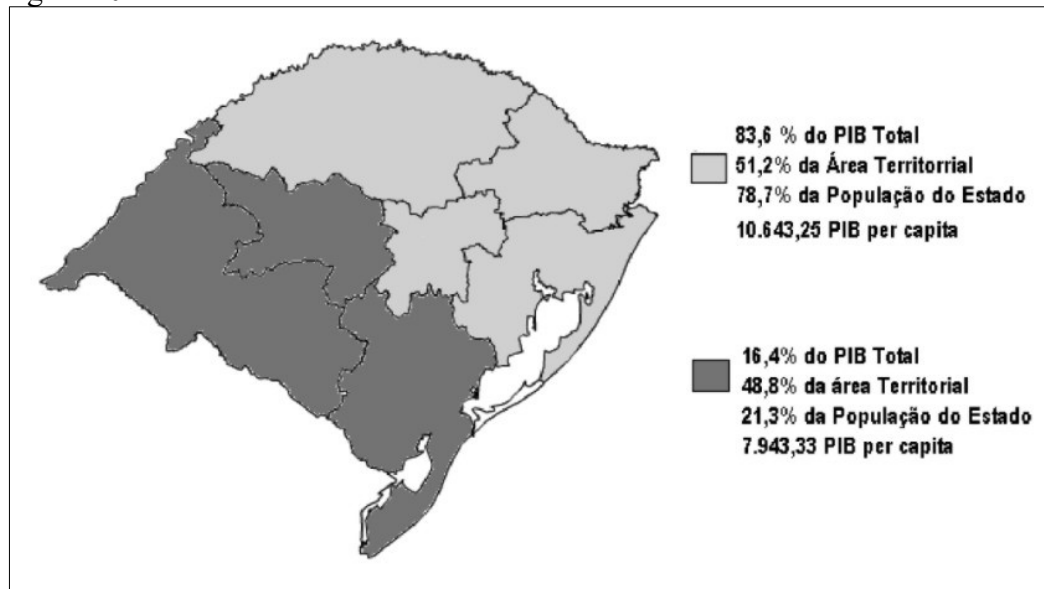 83,6 % do PIB Total
51,2% da Área Territorrial
78,7% da População do Estado
10.643,25 PIB per capita
16,4% do PIB Total
48,8% da área Territorial
21,3% da População do Estado
7.943,33 PIB per capita